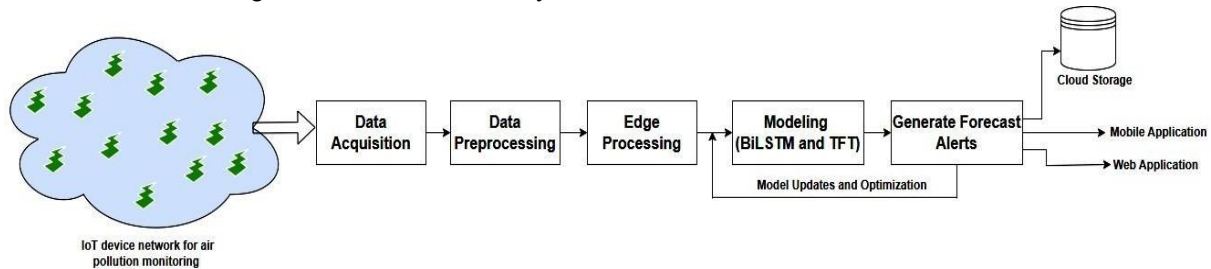 Data
Acquisition
Data
Preprocessing
Edge
Processing
Modeling
(BiLSTM and TFT)
Generate Forecast
Alerts
Cloud Storage
Mobile Application
Web Application
Model Updates and Optimization
IoT device network for air
pollution monitoring